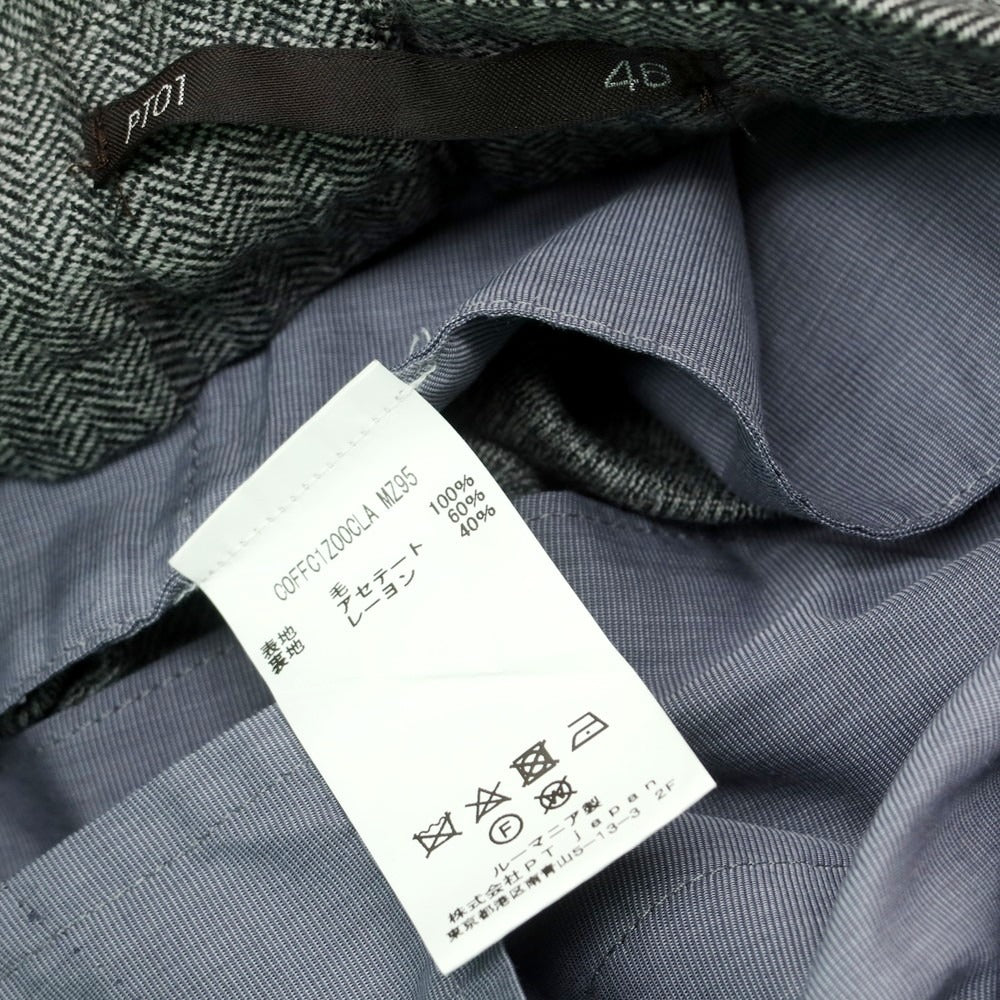 PT01
46
COFFC1Z00CLA MZ95
表地 毛 100%
裏地 アセテート 60%
レーヨン 40%
F
W
ルーマニア製
株式会社PT japan
東京都港区南青山5-13-3 2F